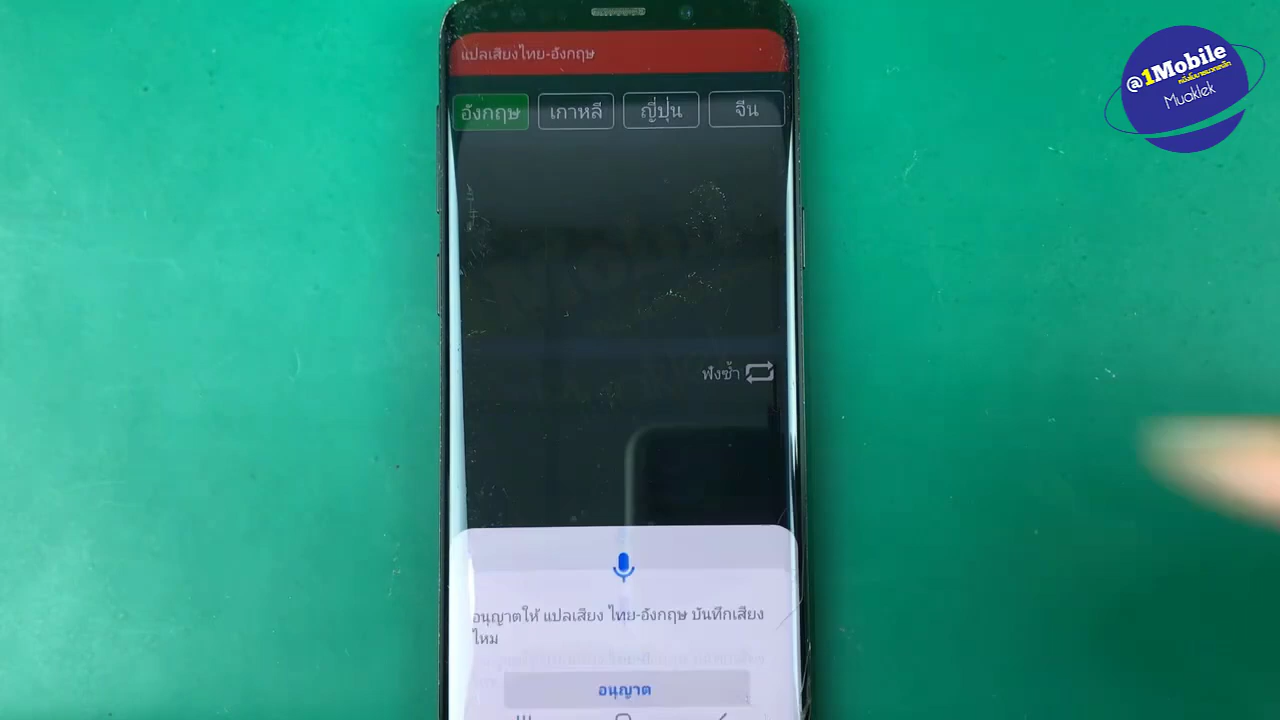 แปลเสียงไทย-อังกฤษ
อังกฤษ
เกาหลี
ญี่ปุ่น
จีน
ฟังซ้ำ
อนุญาตให้ แปลเสียง ไทย-อังกฤษ บันทึกเสียง
ไหม
อนุญาต
@1Mobile
Muaklek